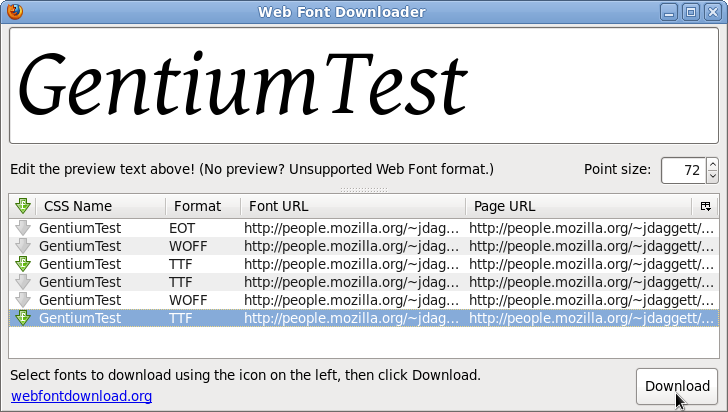 Web Font Downloader
GentiumTest
Edit the preview text above! (No preview? Unsupported Web Font format.) Point size: 72
CSS Name Format Font URL Page URL
GentiumTest EOT http://people.mozilla.org/~jdag... http://people.mozilla.org/~jdaggett/...
GentiumTest WOFF http://people.mozilla.org/~jdag... http://people.mozilla.org/~jdaggett/...
GentiumTest TTF http://people.mozilla.org/~jdag... http://people.mozilla.org/~jdaggett/...
GentiumTest TTF http://people.mozilla.org/~jdag... http://people.mozilla.org/~jdaggett/...
GentiumTest WOFF http://people.mozilla.org/~jdag... http://people.mozilla.org/~jdaggett/...
GentiumTest TTF http://people.mozilla.org/~jdag... http://people.mozilla.org/~jdaggett/...
Select fonts to download using the icon on the left, then click Download.
webfontdownload.org
Download